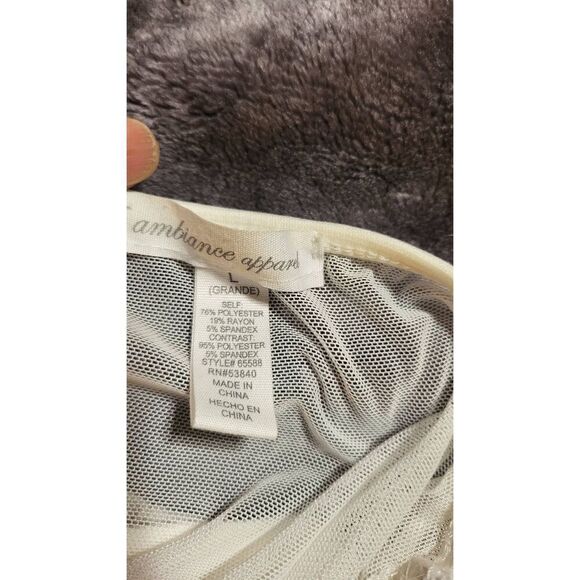 ambiance apparel
L
(GRANDE)
SELF:
76% POLYESTER
19% RAYON
5% SPANDEX
CONTRAST:
95% POLYESTER
5% SPANDEX
STYLE# 65588
RN#53840
MADE IN
CHINA
HECHO EN
CHINA